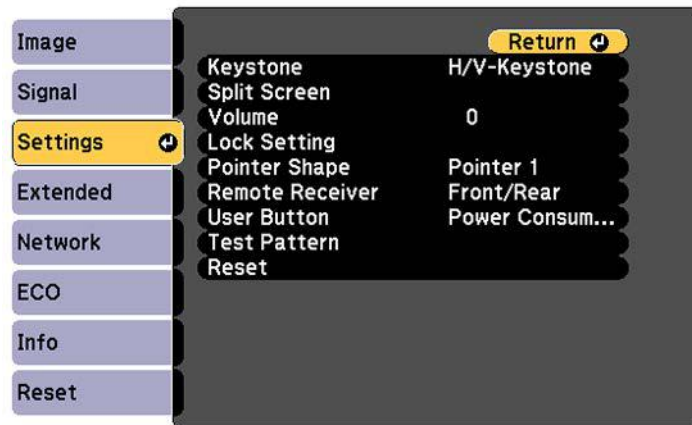 Image
Signal
Settings
Extended
Network
ECO
Info
Reset
Return
Keystone H/V-Keystone
Split Screen
Volume 0
Lock Setting
Pointer Shape Pointer 1
Remote Receiver Front/Rear
User Button Power Consum...
Test Pattern
Reset